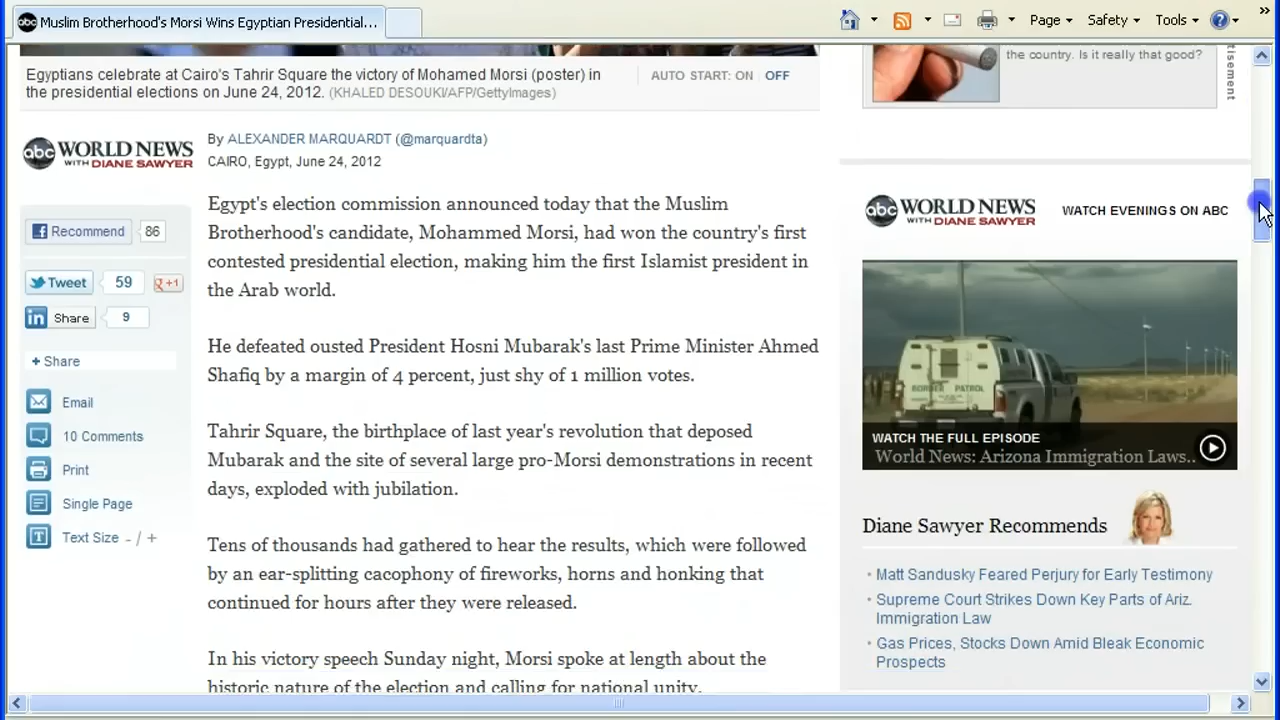 Muslim Brotherhood's Morsi Wins Egyptian Presidential...
Page
Safety
Tools
Egyptians celebrate at Cairo's Tahrir Square the victory of Mohamed Morsi (poster) in
the presidential elections on June 24, 2012. (KHALED DESOUKI/AFP/GettyImages)
AUTO START: ON OFF
the country. Is it really that good?
tisement
abc WORLD NEWS
WITH DIANE SAWYER
By ALEXANDER MARQUARDT (@marquardta)
CAIRO, Egypt, June 24, 2012
Recommend 86
Tweet 59 +1
in Share 9
+ Share
Email
10 Comments
Print
Single Page
Text Size - / +
Egypt's election commission announced today that the Muslim
Brotherhood's candidate, Mohammed Morsi, had won the country's first
contested presidential election, making him the first Islamist president in
the Arab world.
He defeated ousted President Hosni Mubarak's last Prime Minister Ahmed
Shafiq by a margin of 4 percent, just shy of 1 million votes.
Tahrir Square, the birthplace of last year's revolution that deposed
Mubarak and the site of several large pro-Morsi demonstrations in recent
days, exploded with jubilation.
Tens of thousands had gathered to hear the results, which were followed
by an ear-splitting cacophony of fireworks, horns and honking that
continued for hours after they were released.
In his victory speech Sunday night, Morsi spoke at length about the
historic nature of the election and calling for national unity.
abc WORLD NEWS
WITH DIANE SAWYER
WATCH EVENINGS ON ABC
BORDER PATROL
WATCH THE FULL EPISODE
World News: Arizona Immigration Laws..
Diane Sawyer Recommends
Matt Sandusky Feared Perjury for Early Testimony
Supreme Court Strikes Down Key Parts of Ariz.
Immigration Law
Gas Prices, Stocks Down Amid Bleak Economic
Prospects